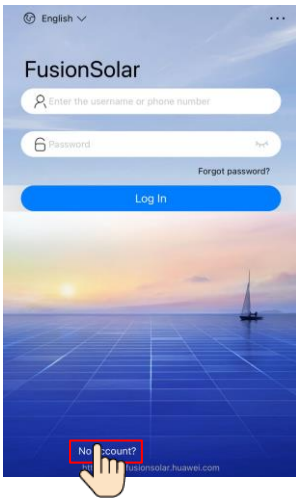 English
...
FusionSolar
Enter the username or phone number
Password
Forgot password?
Log In
No account?
fusionsolar.huawei.com